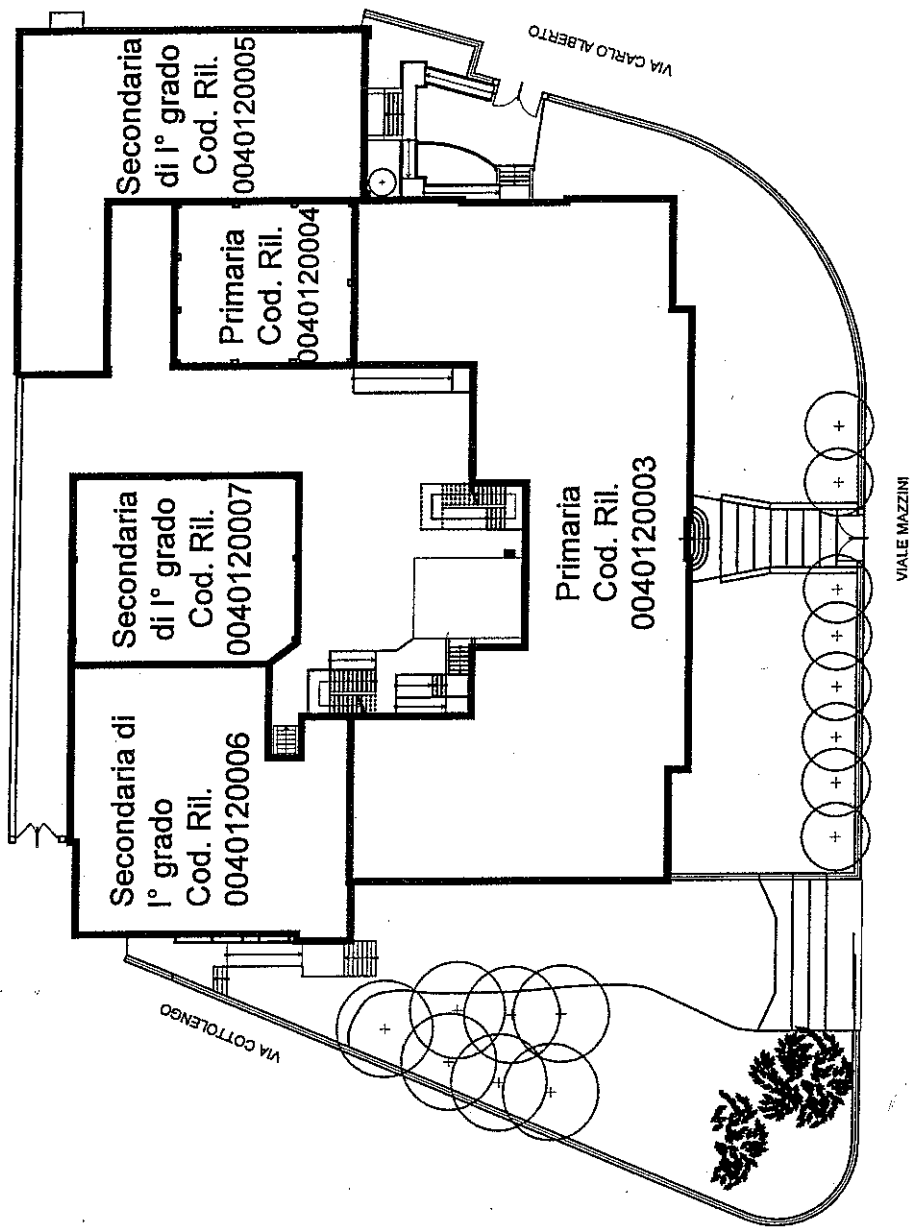 Secondaria
di I° grado
Cod. Ril.
0040120005
Primaria
Cod. Ril.
0040120004
Secondaria
di I° grado
Cod. Ril.
0040120007
Secondaria di
I° grado
Cod. Ril.
0040120006
Primaria
Cod. Ril.
0040120003
VIA CARLO ALBERTO
VIALE MAZZINI
VIA COTTOLENGO